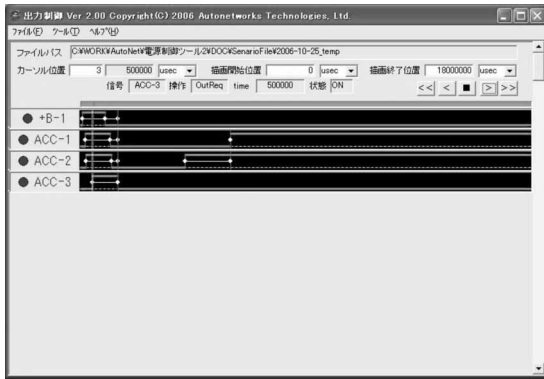 出力制御 Ver 2.00 Copyright(C) 2006 Autonetworks Technologies, Ltd.
ファイル(F) ツール(T) ヘルプ(H)
ファイルパス C:¥WORK¥AutoNet¥電源制御ツール2¥DOC¥SenarioFile¥2006-10-25_temp
カーソル位置 3 500000 usec 描画開始位置 0 usec 描画終了位置 18000000 usec
信号 ACC-3 操作 OutReq time 500000 状態 ON
<< < ■ > >>
+B-1
ACC-1
ACC-2
ACC-3